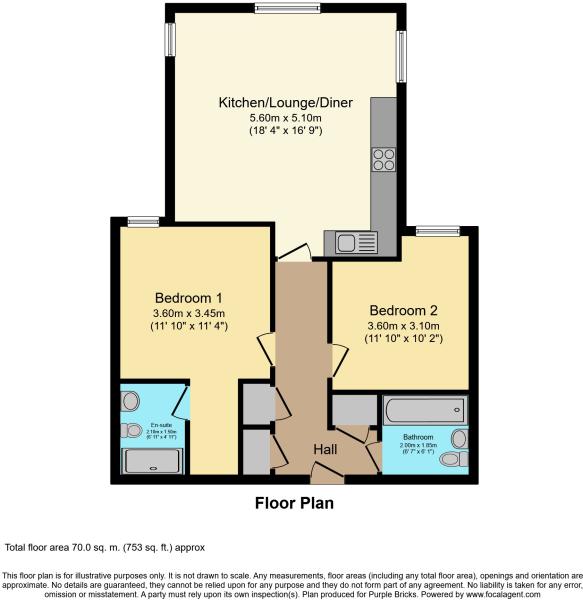 Kitchen/Lounge/Diner
5.60m x 5.10m
(18' 4" x 16' 9")
Bedroom 1
3.60m x 3.45m
(11' 10" x 11' 4")
Bedroom 2
3.60m x 3.10m
(11' 10" x 10' 2")
En-suite
2.10m x 1.50m
(6' 11" x 4' 11")
Bathroom
2.00m x 1.85m
(6' 7" x 6' 1")
Hall
Floor Plan
Total floor area 70.0 sq. m. (753 sq. ft.) approx
This floor plan is for illustrative purposes only. It is not drawn to scale. Any measurements, floor areas (including any total floor area), openings and orientation are
approximate. No details are guaranteed, they cannot be relied upon for any purpose and they do not form part of any agreement. No liability is taken for any error,
omission or misstatement. A party must rely upon its own inspection(s). Plan produced for Purple Bricks. Powered by www.focalagent.com